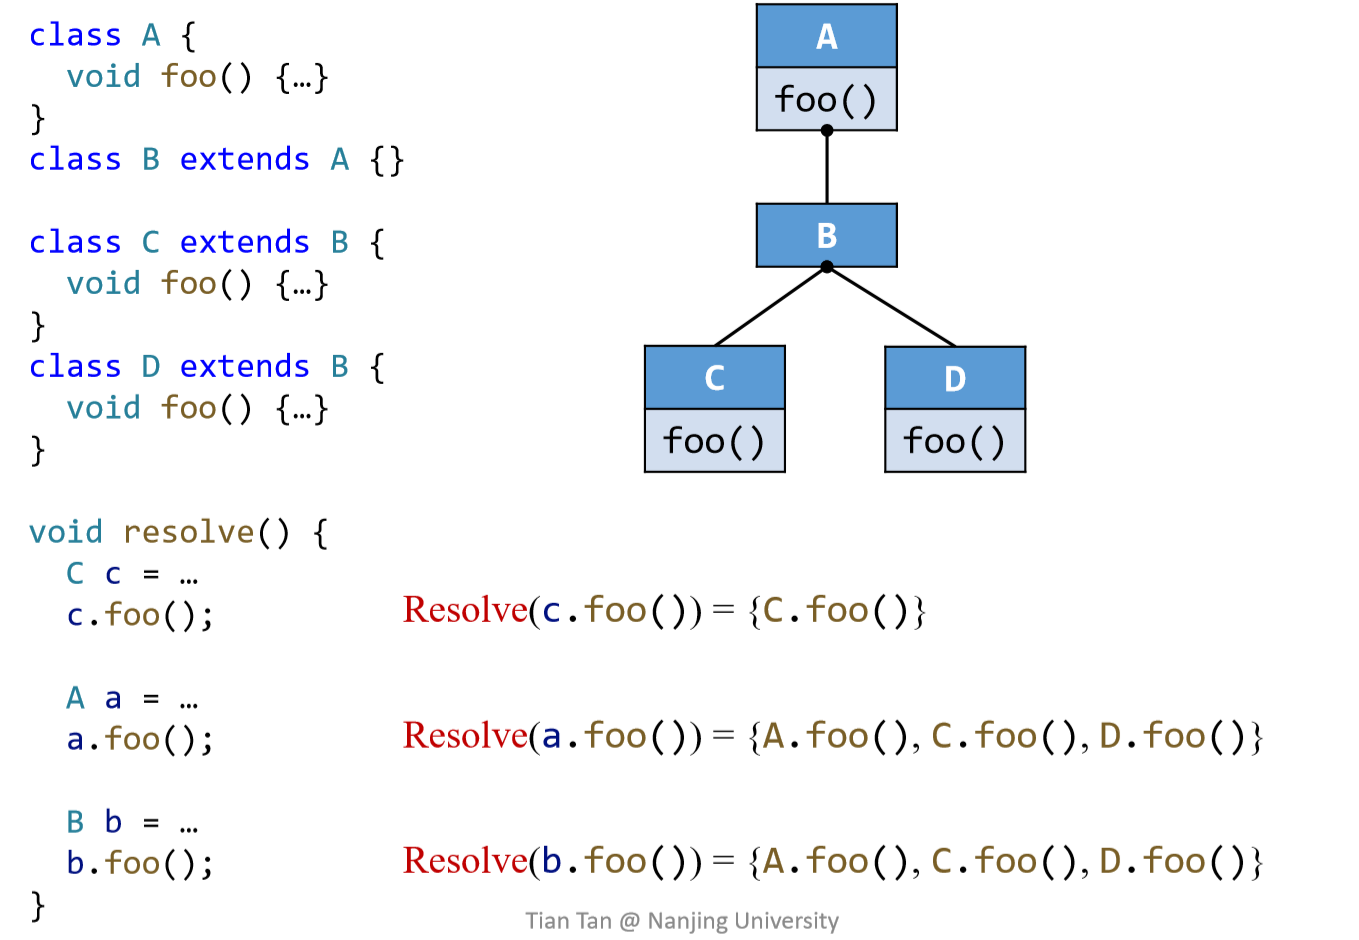 class A {
  void foo() {…}
}
class B extends A {}
class C extends B {
  void foo() {…}
}
class D extends B {
  void foo() {…}
}
A
foo()
B
C
foo()
D
foo()
void resolve() {
  C c = …
  c.foo();
Resolve(c.foo()) = {C.foo()}
  A a = …
  a.foo();
Resolve(a.foo()) = {A.foo(), C.foo(), D.foo()}
  B b = …
  b.foo();
Resolve(b.foo()) = {A.foo(), C.foo(), D.foo()}
}
Tian Tan @ Nanjing University